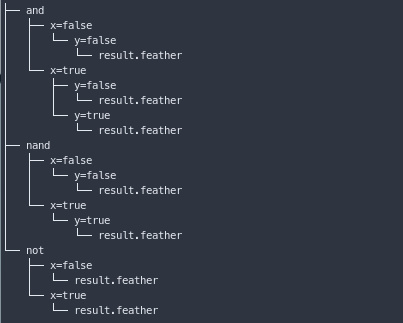 and
x=false
y=false
result.feather
x=true
y=false
result.feather
y=true
result.feather
nand
x=false
y=false
result.feather
x=true
y=true
result.feather
not
x=false
result.feather
x=true
result.feather